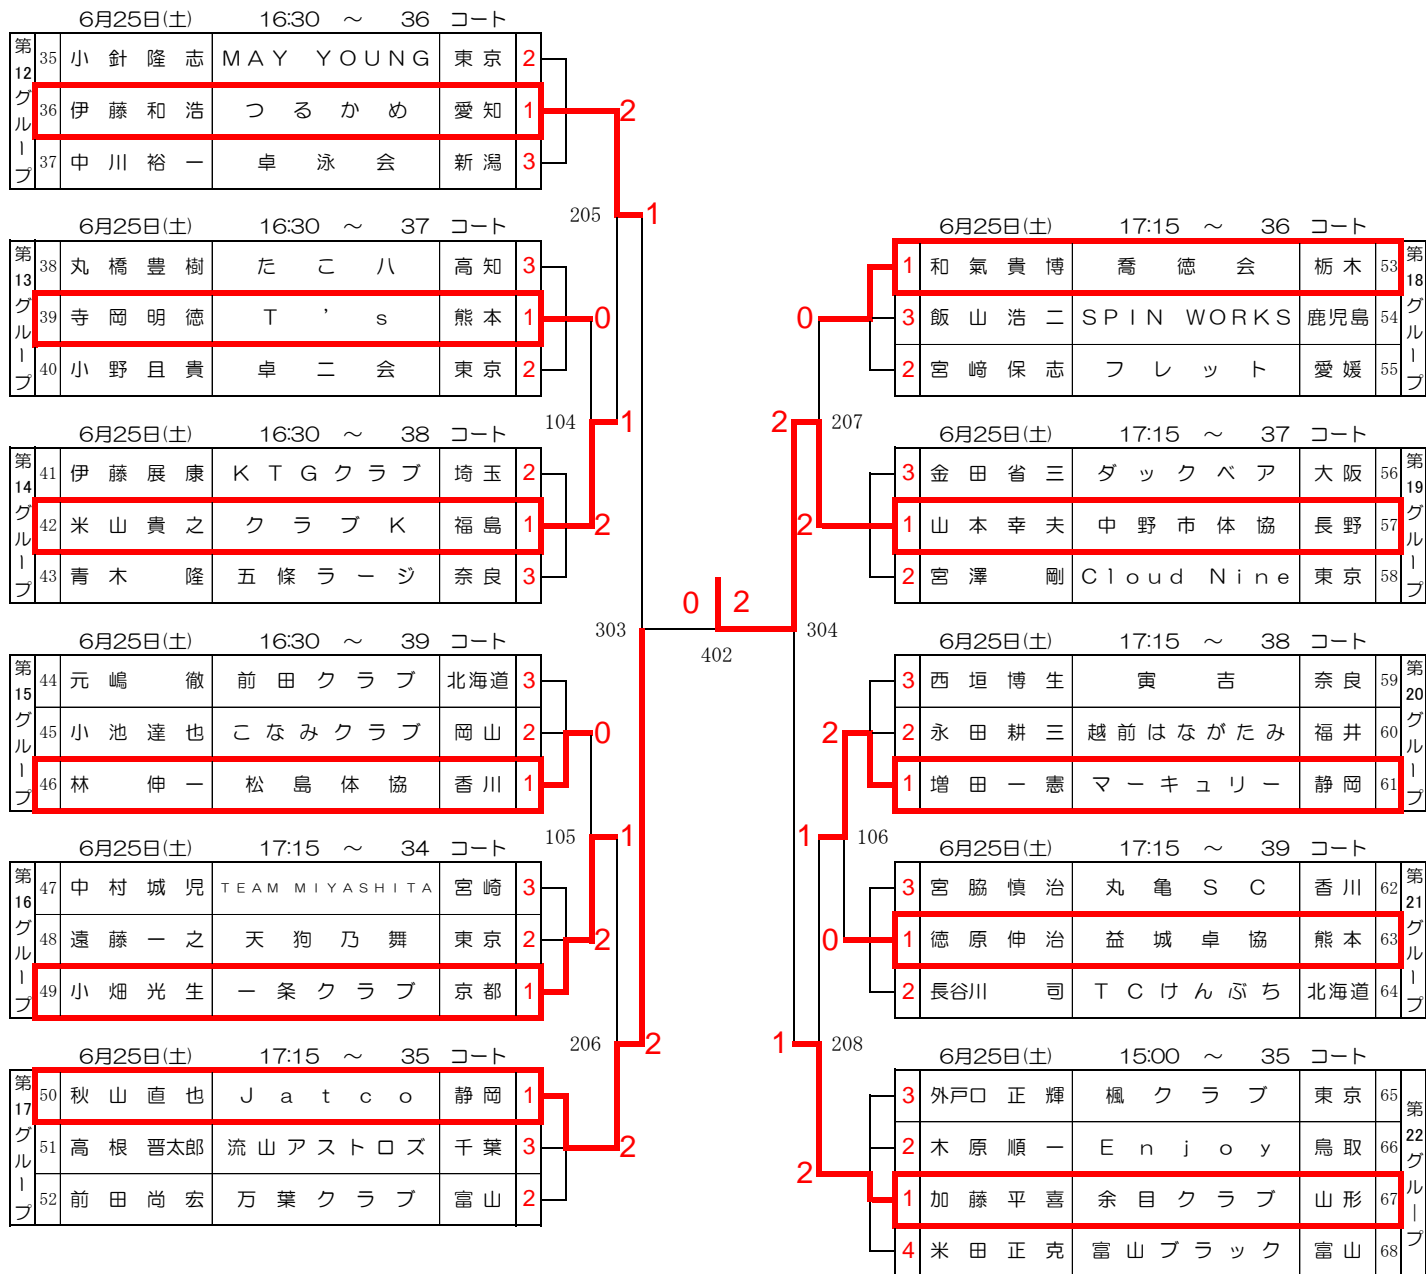 6月25日(土) 16:30 ～ 36 コート
第12グループ
35 小針隆志 MAY YOUNG 東京 2
36 伊藤和浩 つるかめ 愛知 1
37 中川裕一 卓泳会 新潟 3
2
205
1
6月25日(土) 16:30 ～ 37 コート
第13グループ
38 丸橋豊樹 たこ八 高知 3
39 寺岡明徳 T's 熊本 1
40 小野且貴 卓二会 東京 2
0
104
1
6月25日(土) 16:30 ～ 38 コート
第14グループ
41 伊藤展康 KTGクラブ 埼玉 2
42 米山貴之 クラブK 福島 1
43 青木隆 五條ラージ 奈良 3
2
303
6月25日(土) 16:30 ～ 39 コート
第15グループ
44 元嶋徹 前田クラブ 北海道 3
45 小池達也 こなみクラブ 岡山 2
46 林伸一 松島体協 香川 1
0
105
1
6月25日(土) 17:15 ～ 34 コート
第16グループ
47 中村城児 TEAM MIYASHITA 宮崎 3
48 遠藤一之 天狗乃舞 東京 2
49 小畑光生 一条クラブ 京都 1
2
206
2
6月25日(土) 17:15 ～ 35 コート
第17グループ
50 秋山直也 Jatco 静岡 1
51 高根晋太郎 流山アストロズ 千葉 3
52 前田尚宏 万葉クラブ 富山 2
2
0 2
402
6月25日(土) 17:15 ～ 36 コート
第18グループ
1 和氣貴博 喬徳会 栃木 53
3 飯山浩二 SPIN WORKS 鹿児島 54
2 宮﨑保志 フレット 愛媛 55
0
2
207
6月25日(土) 17:15 ～ 37 コート
第19グループ
3 金田省三 ダックベア 大阪 56
1 山本幸夫 中野市体協 長野 57
2 宮澤剛 Cloud Nine 東京 58
2
304
6月25日(土) 17:15 ～ 38 コート
第20グループ
3 西垣博生 寅吉 奈良 59
2 永田耕三 越前はながたみ 福井 60
1 増田一憲 マーキュリー 静岡 61
2
1
106
6月25日(土) 17:15 ～ 39 コート
第21グループ
3 宮脇慎治 丸亀SC 香川 62
1 徳原伸治 益城卓協 熊本 63
2 長谷川司 TCけんぶち 北海道 64
0
1
208
6月25日(土) 15:00 ～ 35 コート
第22グループ
3 外戸口正輝 楓クラブ 東京 65
2 木原順一 Enjoy 鳥取 66
1 加藤平喜 余目クラブ 山形 67
4 米田正克 富山ブラック 富山 68
2